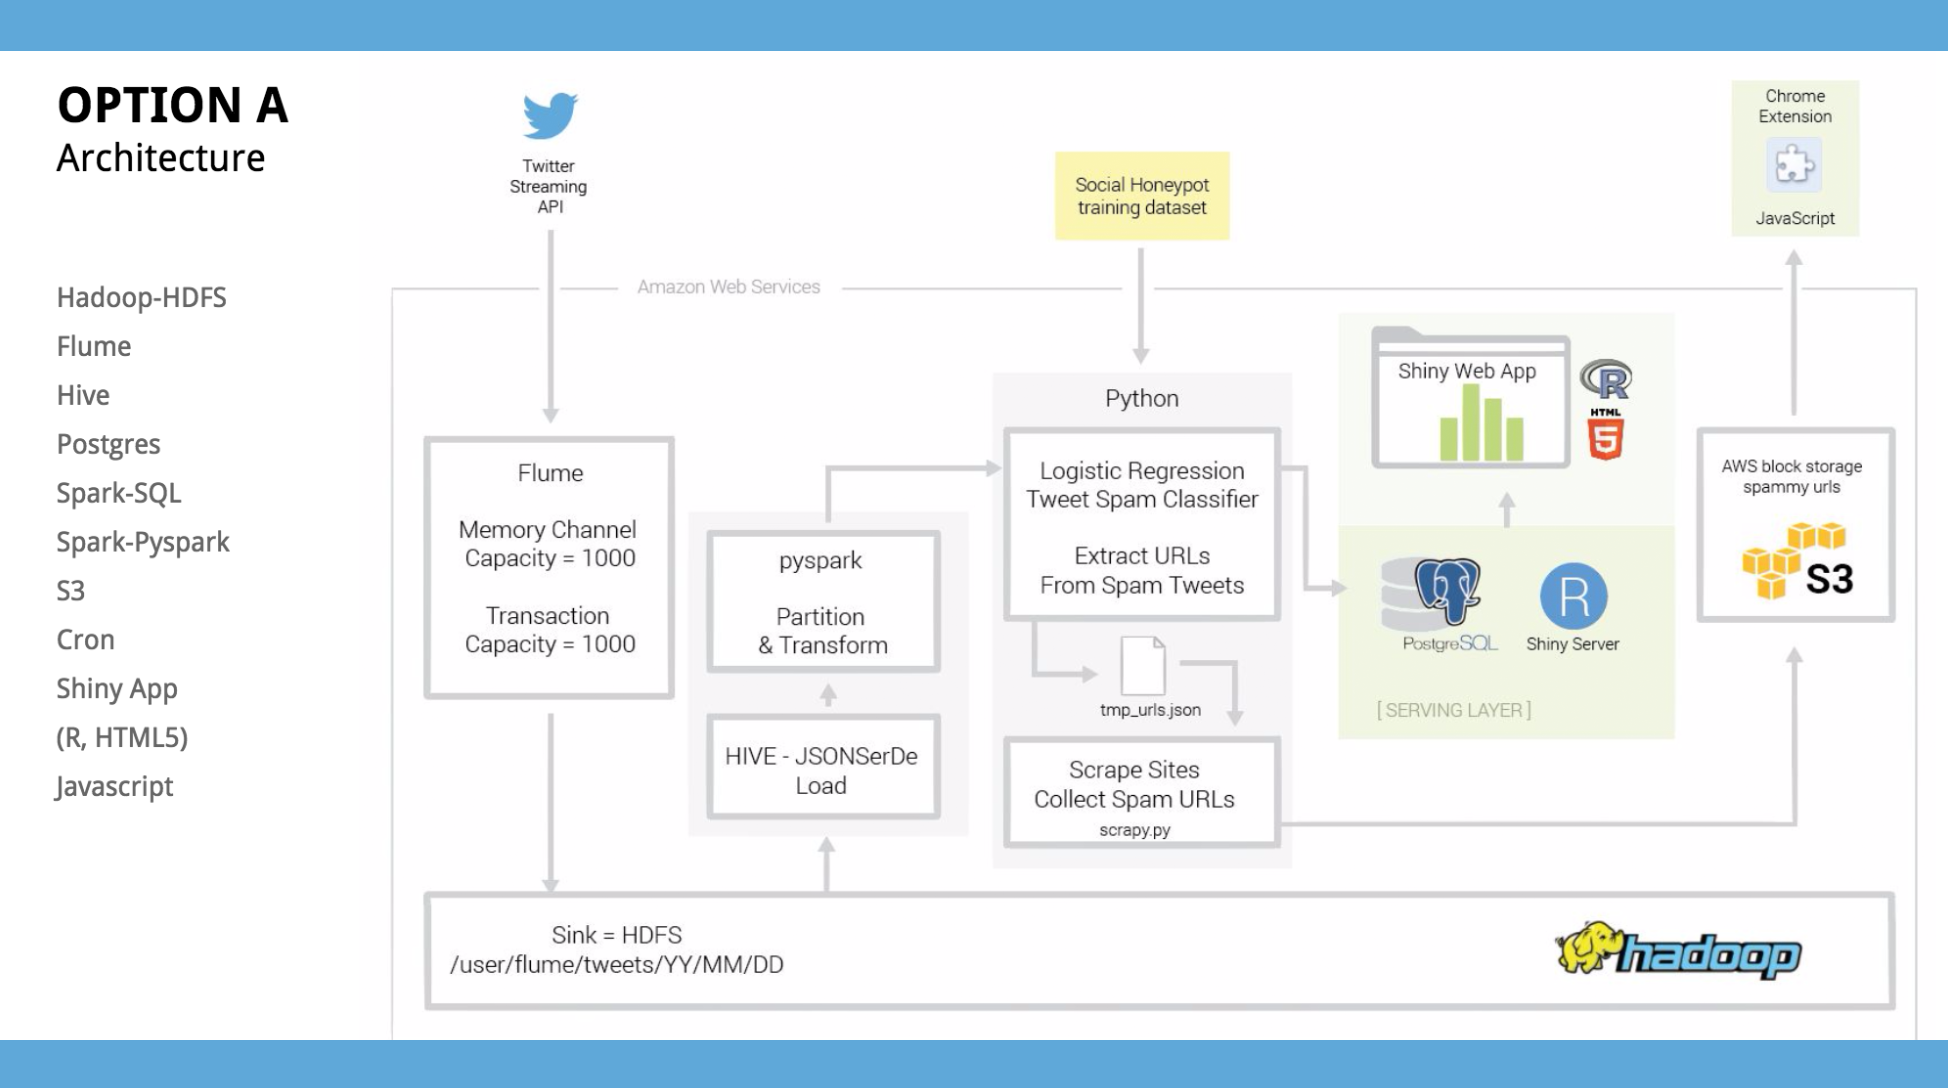 OPTION A
Architecture
Hadoop-HDFS
Flume
Hive
Postgres
Spark-SQL
Spark-Pyspark
S3
Cron
Shiny App
(R, HTML5)
Javascript
Twitter
Streaming
API
Social Honeypot
training dataset
Chrome
Extension
JavaScript
Amazon Web Services
Flume
Memory Channel
Capacity = 1000
Transaction
Capacity = 1000
pyspark
Partition
& Transform
HIVE - JSONSerDe
Load
Python
Logistic Regression
Tweet Spam Classifier
Extract URLs
From Spam Tweets
tmp_urls.json
Scrape Sites
Collect Spam URLs
scrapy.py
Shiny Web App
R
HTML
5
PostgreSQL
R
Shiny Server
[ SERVING LAYER ]
AWS block storage
spammy urls
S3
Sink = HDFS
/user/flume/tweets/YY/MM/DD
hadoop